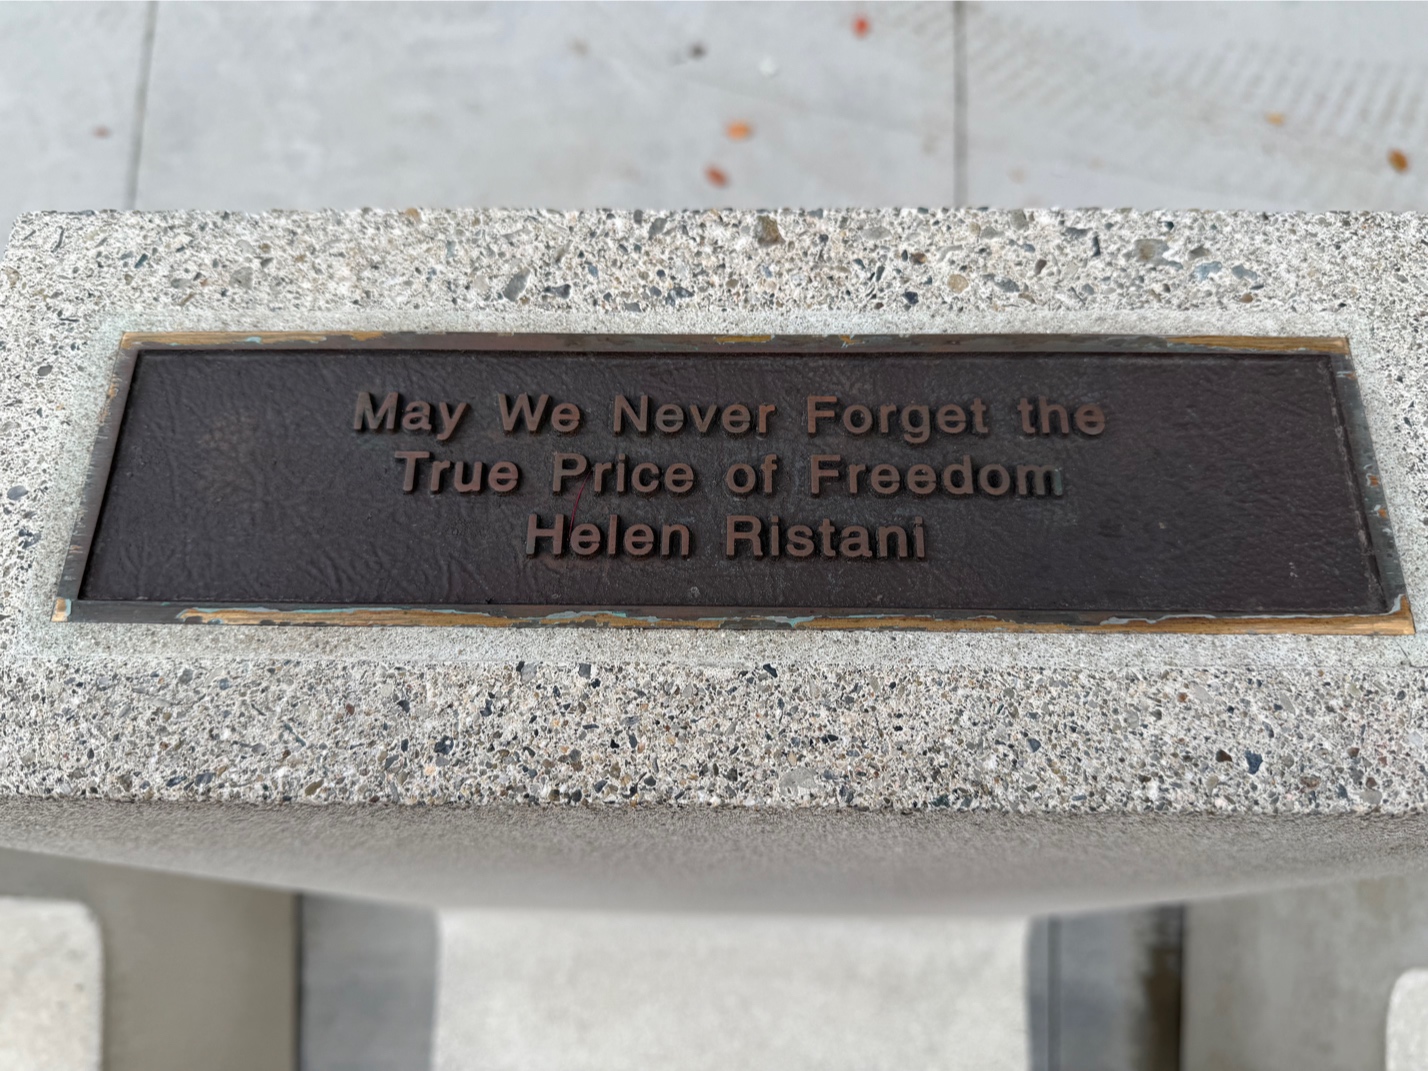 May We Never Forget the
True Price of Freedom
Helen Ristani